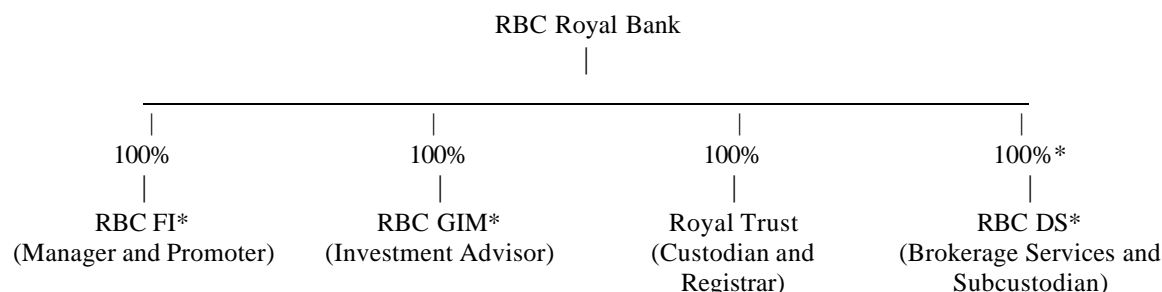 RBC Royal Bank
100% 100% 100% 100%*
RBC FI* RBC GIM* Royal Trust RBC DS*
(Manager and Promoter) (Investment Advisor) (Custodian and (Brokerage Services and
Registrar) Subcustodian)